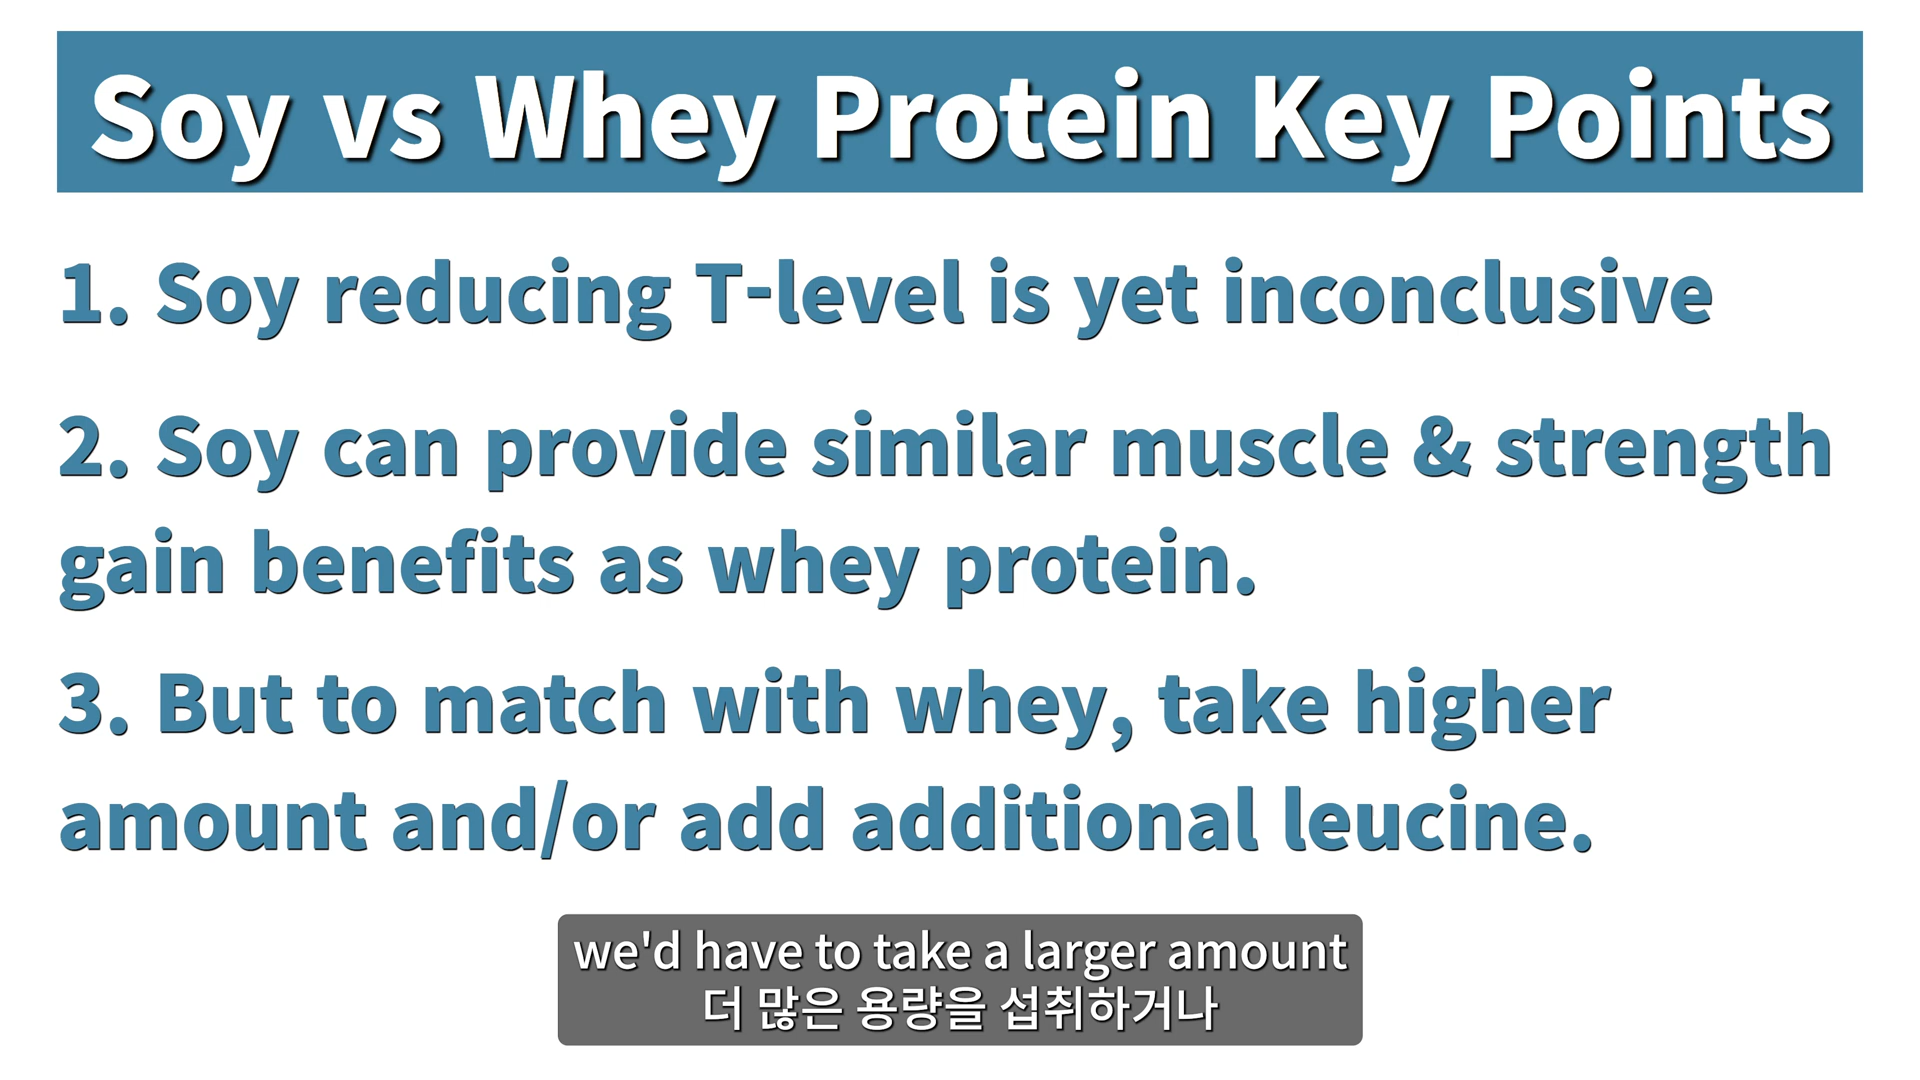 Soy vs Whey Protein Key Points
1. Soy reducing T-level is yet inconclusive
2. Soy can provide similar muscle & strength
gain benefits as whey protein.
3. But to match with whey, take higher
amount and/or add additional leucine.
we'd have to take a larger amount
더 많은 용량을 섭취하거나